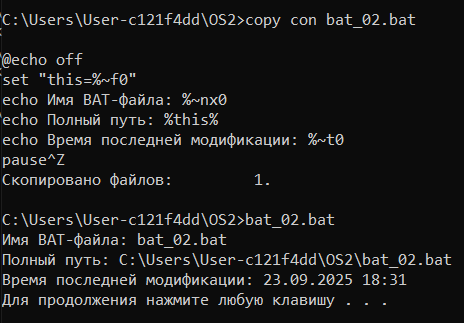 C:\Users\User-c121f4dd\OS2>copy con bat_02.bat
@echo off
set "this=%~f0"
echo Имя BAT-файла: %~nx0
echo Полный путь: %this%
echo Время последней модификации: %~t0
pause^Z
Скопировано файлов:         1.
C:\Users\User-c121f4dd\OS2>bat_02.bat
Имя BAT-файла: bat_02.bat
Полный путь: C:\Users\User-c121f4dd\OS2\bat_02.bat
Время последней модификации: 23.09.2025 18:31
Для продолжения нажмите любую клавишу . . .